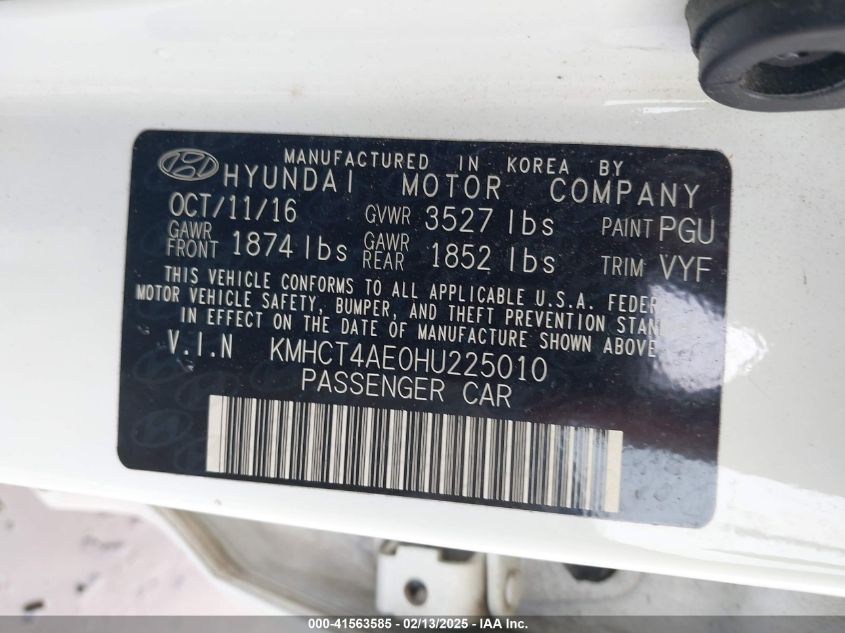 MANUFACTURED IN KOREA BY
HYUNDAI MOTOR COMPANY
OCT/11/16 GVWR 3527 lbs PAINT PGU
GAWR FRONT 1874 lbs GAWR REAR 1852 lbs TRIM VYF
THIS VEHICLE CONFORMS TO ALL APPLICABLE U.S.A. FEDER
MOTOR VEHICLE SAFETY, BUMPER, AND THEFT PREVENTION STAN
IN EFFECT ON THE DATE OF MANUFACTURE SHOWN ABOVE.
V.I.N KMHCT4AE0HU225010
PASSENGER CAR
000-41563585 - 02/13/2025 - IAA Inc.